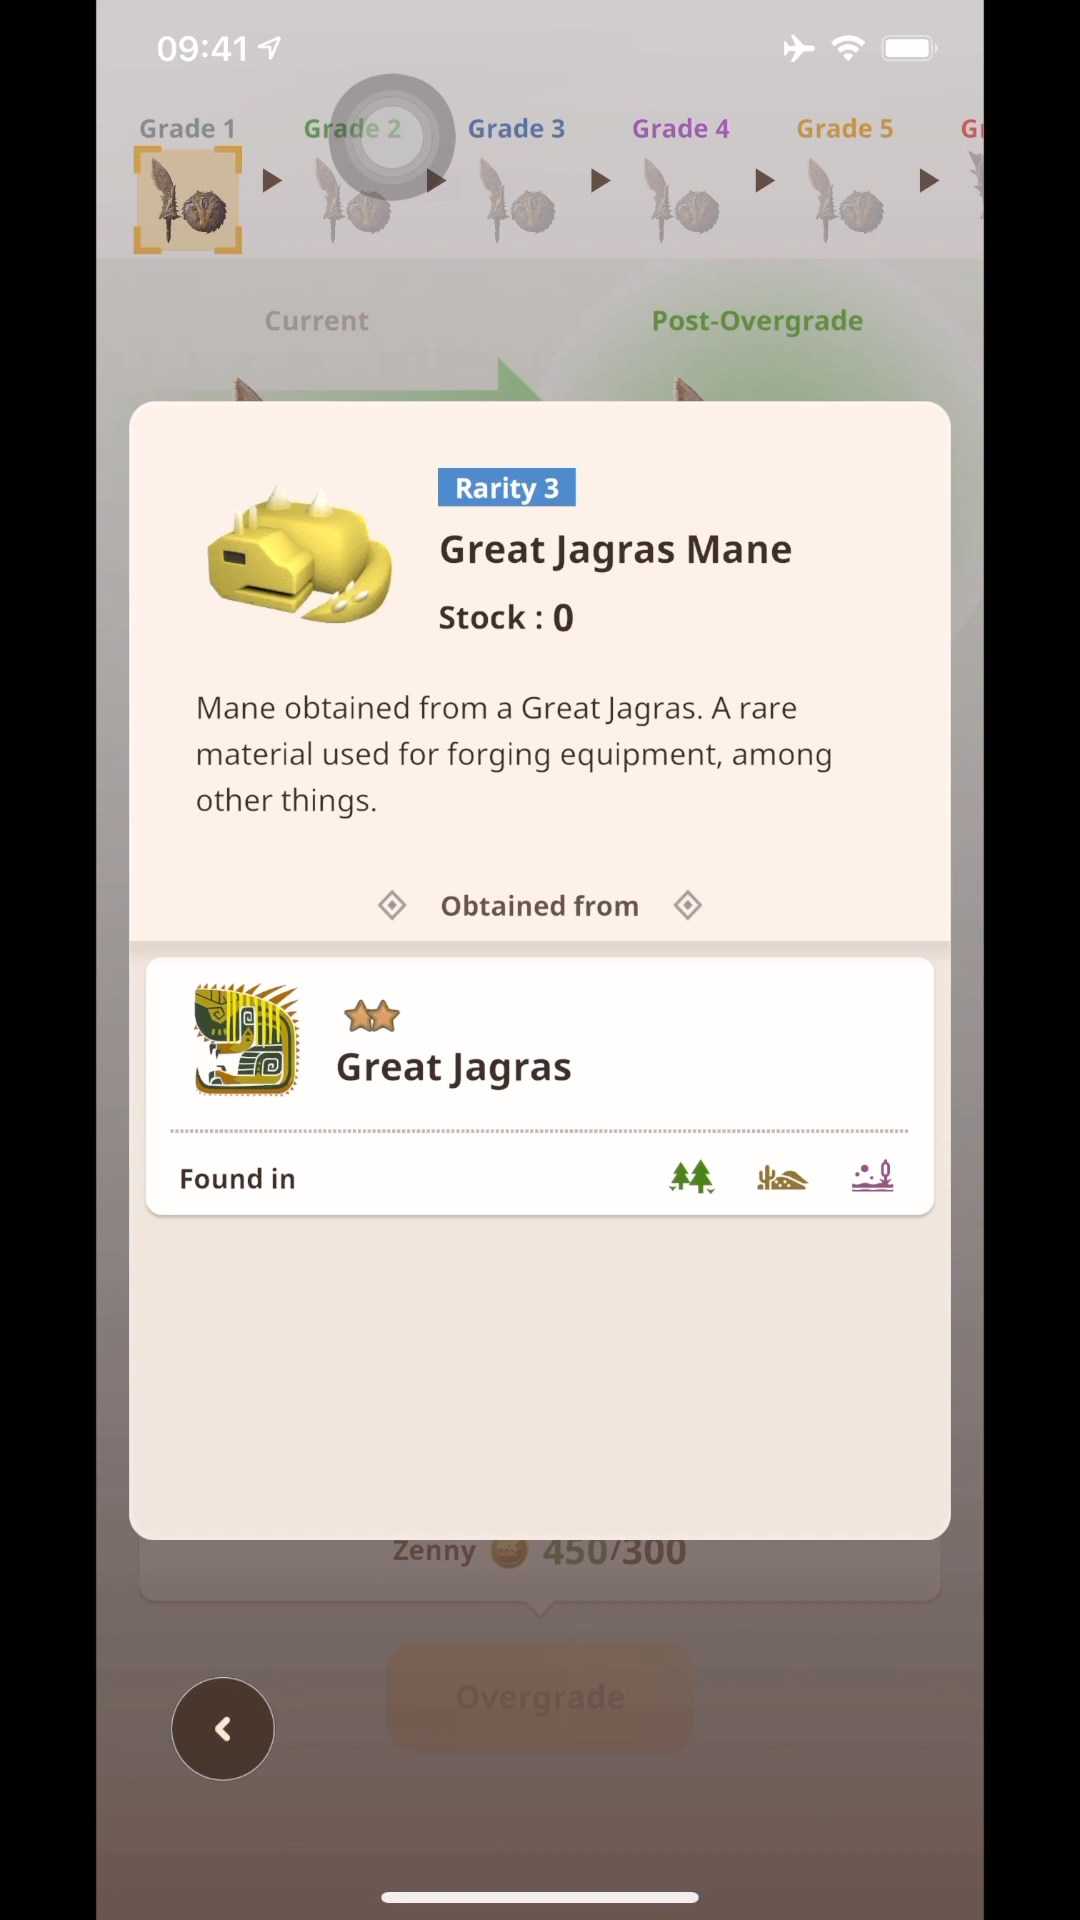 09:41
Grade 1
Grade 2
Grade 3
Grade 4
Grade 5
Current
Post-Overgrade
Rarity 3
Great Jagras Mane
Stock : 0
Mane obtained from a Great Jagras. A rare
material used for forging equipment, among
other things.
Obtained from
Great Jagras
Found in
Zenny 450/300
Overgrade